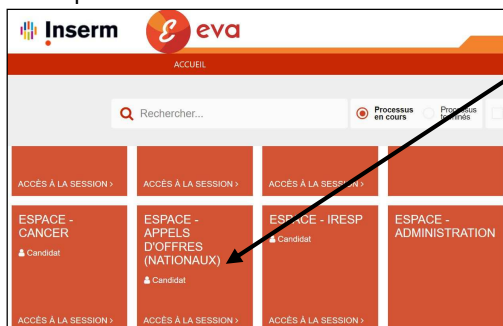 Inserm eva
ACCUEIL
Rechercher...
Processus en cours
Processus terminés
ACCÈS À LA SESSION >
ACCÈS À LA SESSION >
ACCÈS À LA SESSION >
ESPACE -
CANCER
Candidat
ESPACE -
APPELS
D'OFFRES
(NATIONAUX)
Candidat
ESPACE - IRESP
Candidat
ESPACE -
ADMINISTRATION
ACCÈS À LA SESSION >
ACCÈS À LA SESSION >
ACCÈS À LA SESSION >